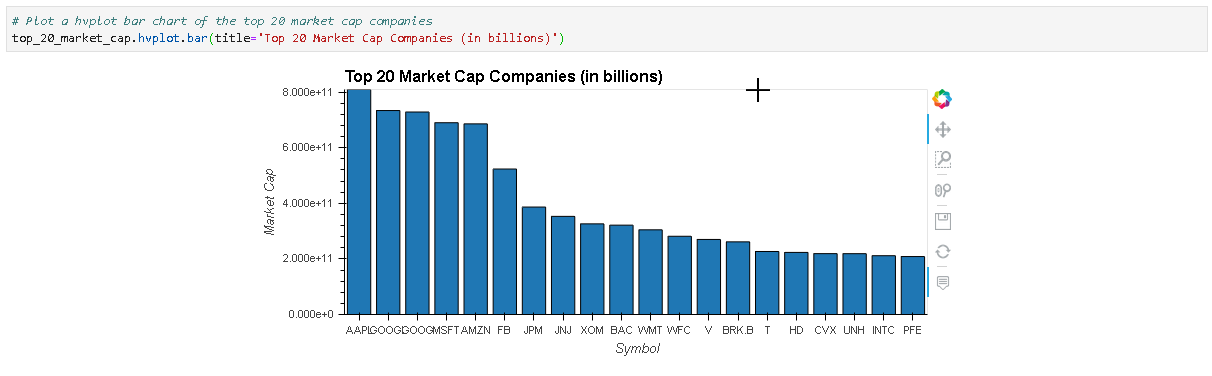 # Plot a hvplot bar chart of the top 20 market cap companies
top_20_market_cap.hvplot.bar(title='Top 20 Market Cap Companies (in billions)')
Top 20 Market Cap Companies (in billions)
8.000e+11
6.000e+11
4.000e+11
2.000e+11
0.000e+0
Market Cap
AAPL GOOGL GOOG MSFT AMZN FB JPM JNJ XOM BAC WMT WFC V BRK.B T HD CVX UNH INTC PFE
Symbol